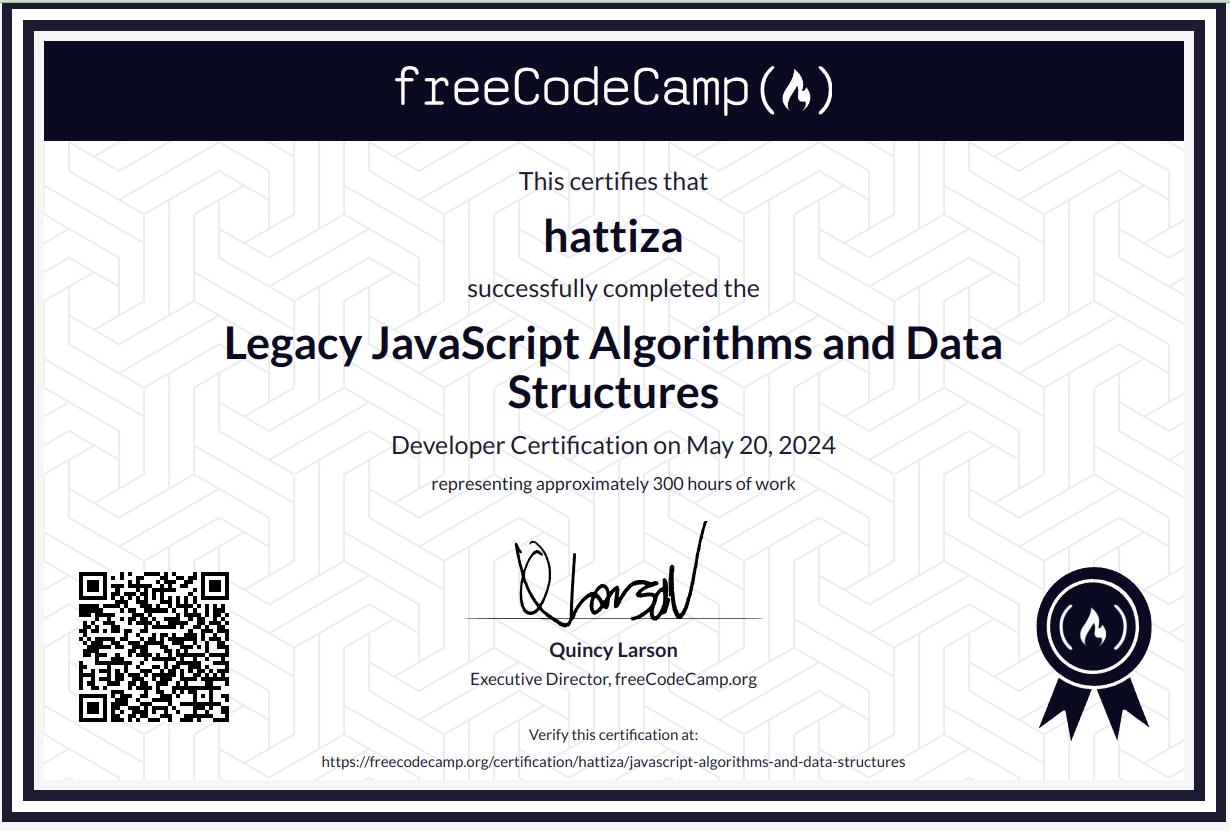 freeCodeCamp
This certifies that
hattiza
successfully completed the
Legacy JavaScript Algorithms and Data
Structures
Developer Certification on May 20, 2024
representing approximately 300 hours of work
Quincy Larson
Executive Director, freeCodeCamp.org
Verify this certification at:
https://freecodecamp.org/certification/hattiza/javascript-algorithms-and-data-structures